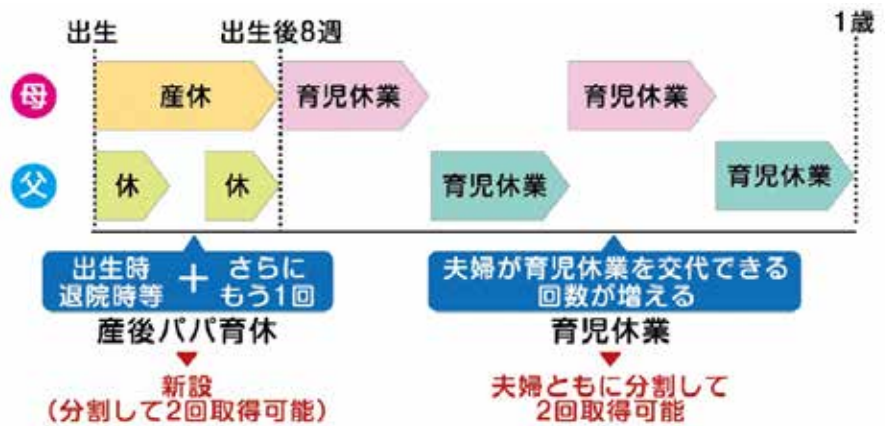 出生
出生後8週
1歳
母
産休
育児休業
育児休業
父
休
休
育児休業
育児休業
出生時
退院時等
＋
さらに
もう1回
夫婦が育児休業を交代できる
回数が増える
産後パパ育休
育児休業
新設
（分割して2回取得可能）
夫婦ともに分割して
2回取得可能